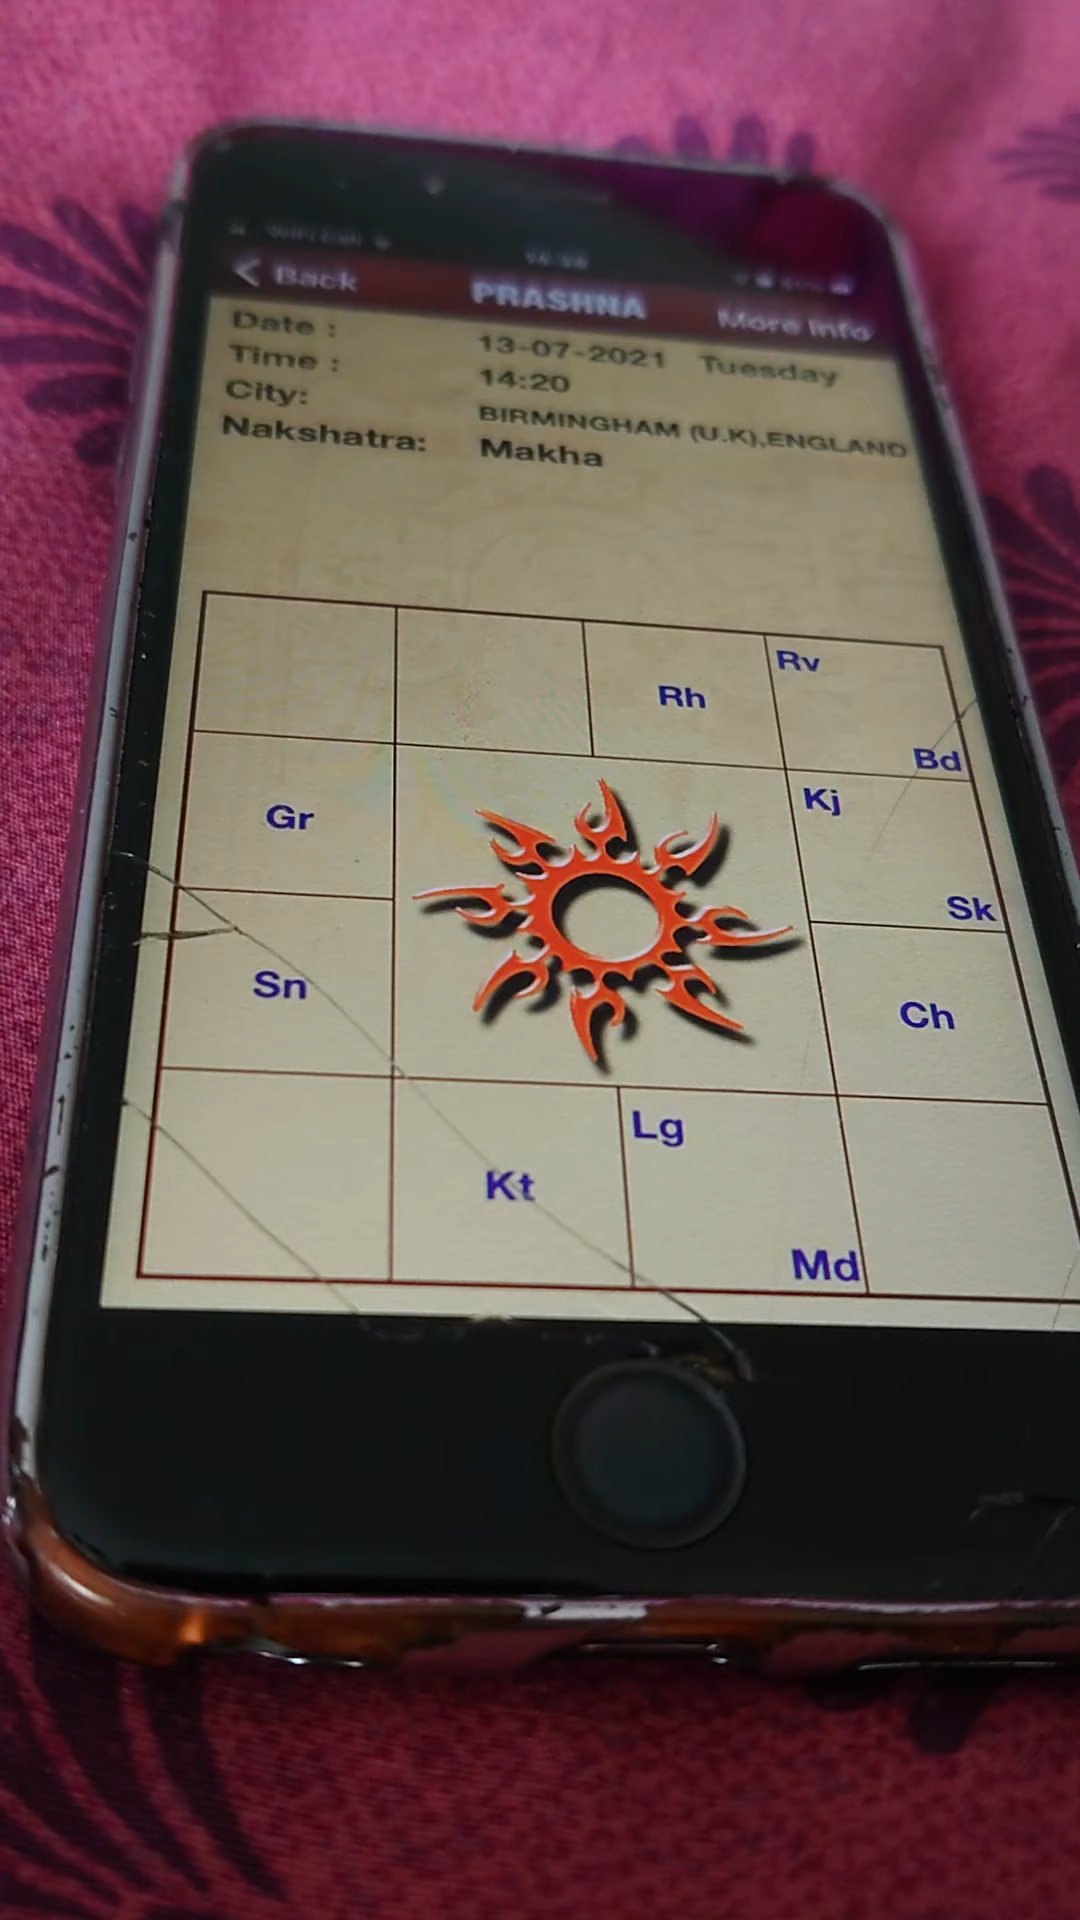 Back PRASHNA More Info
Date : 13-07-2021 Tuesday
Time : 14:20
City: BIRMINGHAM (U.K),ENGLAND
Nakshatra: Makha
Rv
Rh
Bd
Gr
Kj
Sk
Sn
Ch
Lg
Kt
Md